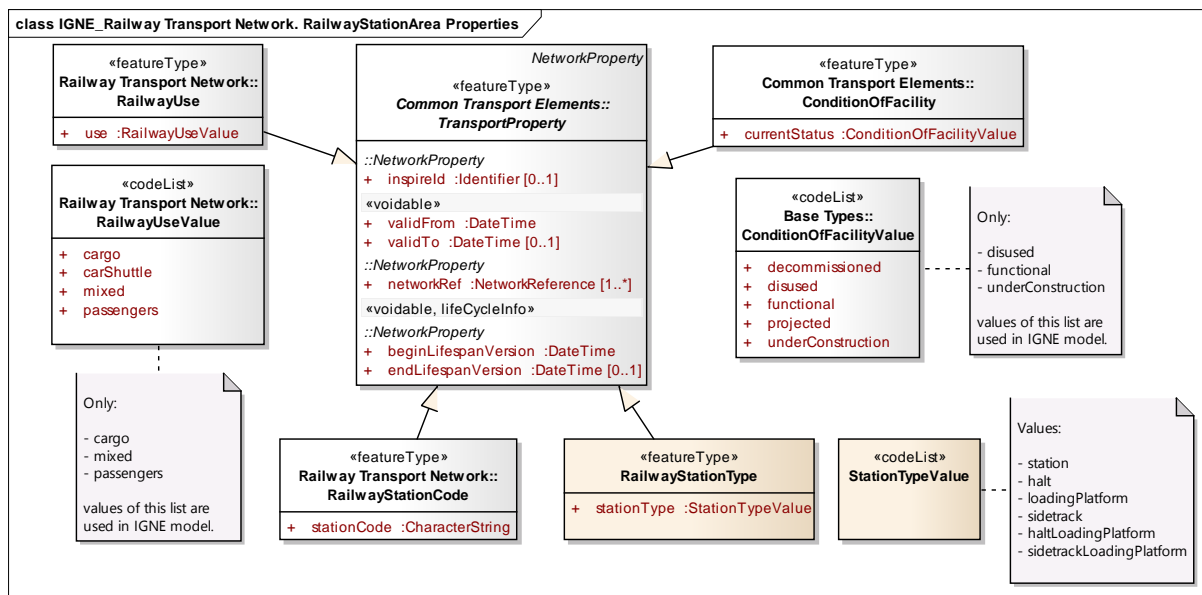 class IGNE_Railway Transport Network. RailwayStationArea Properties
«featureType»
Railway Transport Network::
RailwayUse
+ use :RailwayUseValue
NetworkProperty
«featureType»
Common Transport Elements::
TransportProperty
::NetworkProperty
+ inspireId :Identifier [0..1]
«voidable»
+ validFrom :DateTime
+ validTo :DateTime [0..1]
::NetworkProperty
+ networkRef :NetworkReference [1..*]
«voidable, lifeCycleInfo»
::NetworkProperty
+ beginLifespanVersion :DateTime
+ endLifespanVersion :DateTime [0..1]
«featureType»
Common Transport Elements::
ConditionOfFacility
+ currentStatus :ConditionOfFacilityValue
«codeList»
Railway Transport Network::
RailwayUseValue
+ cargo
+ carShuttle
+ mixed
+ passengers
«codeList»
Base Types::
ConditionOfFacilityValue
+ decommissioned
+ disused
+ functional
+ projected
+ underConstruction
Only:
- disused
- functional
- underConstruction
values of this list are
used in IGNE model.
Only:
- cargo
- mixed
- passengers
values of this list are
used in IGNE model.
«featureType»
Railway Transport Network::
RailwayStationCode
+ stationCode :CharacterString
«featureType»
RailwayStationType
+ stationType :StationTypeValue
«codeList»
StationTypeValue
Values:
- station
- halt
- loadingPlatform
- sidetrack
- haltLoadingPlatform
- sidetrackLoadingPlatform